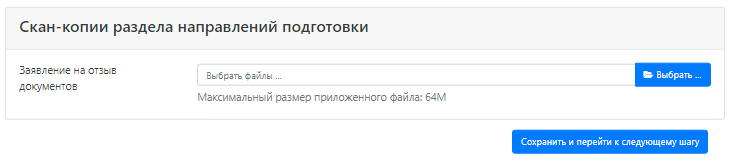 Скан-копии раздела направлений подготовки
Заявление на отзыв
документов
Выбрать файлы ...
Выбрать ...
Максимальный размер приложенного файла: 64M
Сохранить и перейти к следующему шагу